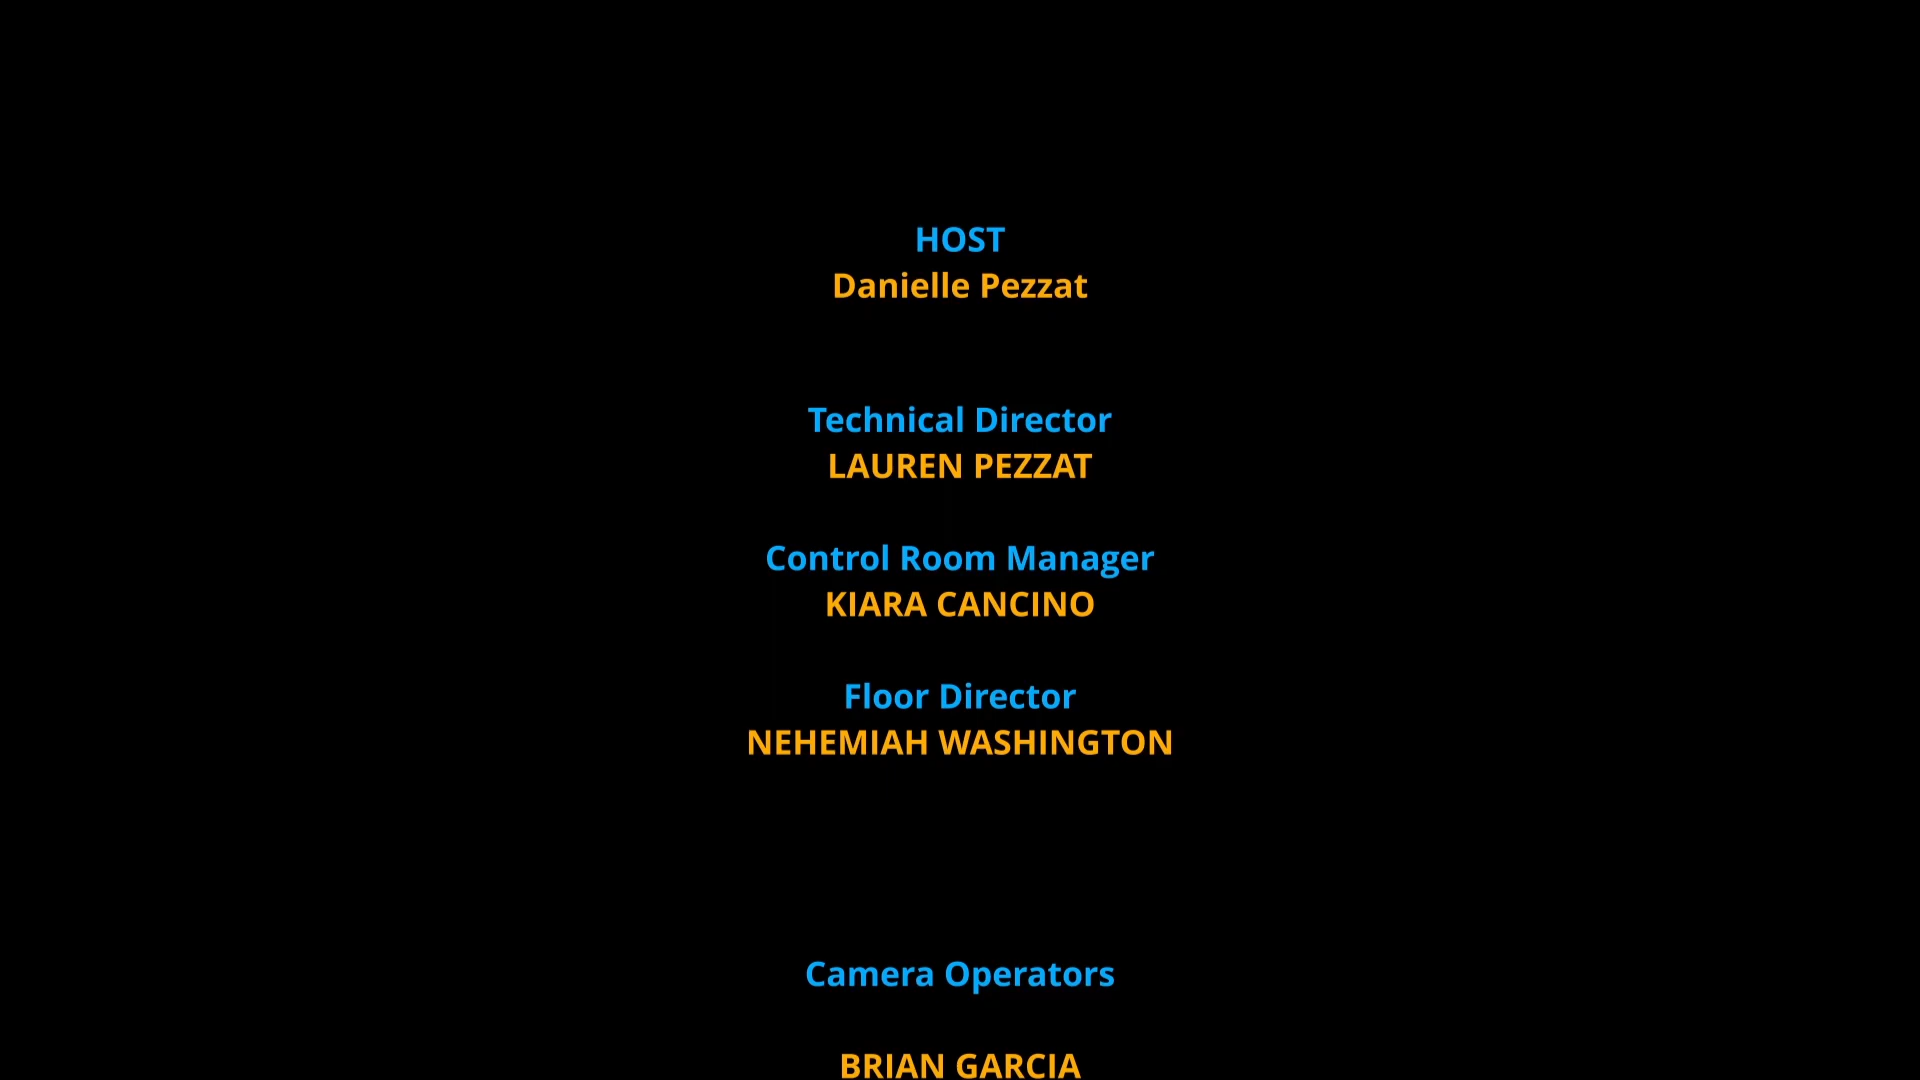 HOST
Danielle Pezzat
Technical Director
LAUREN PEZZAT
Control Room Manager
KIARA CANCINO
Floor Director
NEHEMIAH WASHINGTON
Camera Operators
BRIAN GARCIA